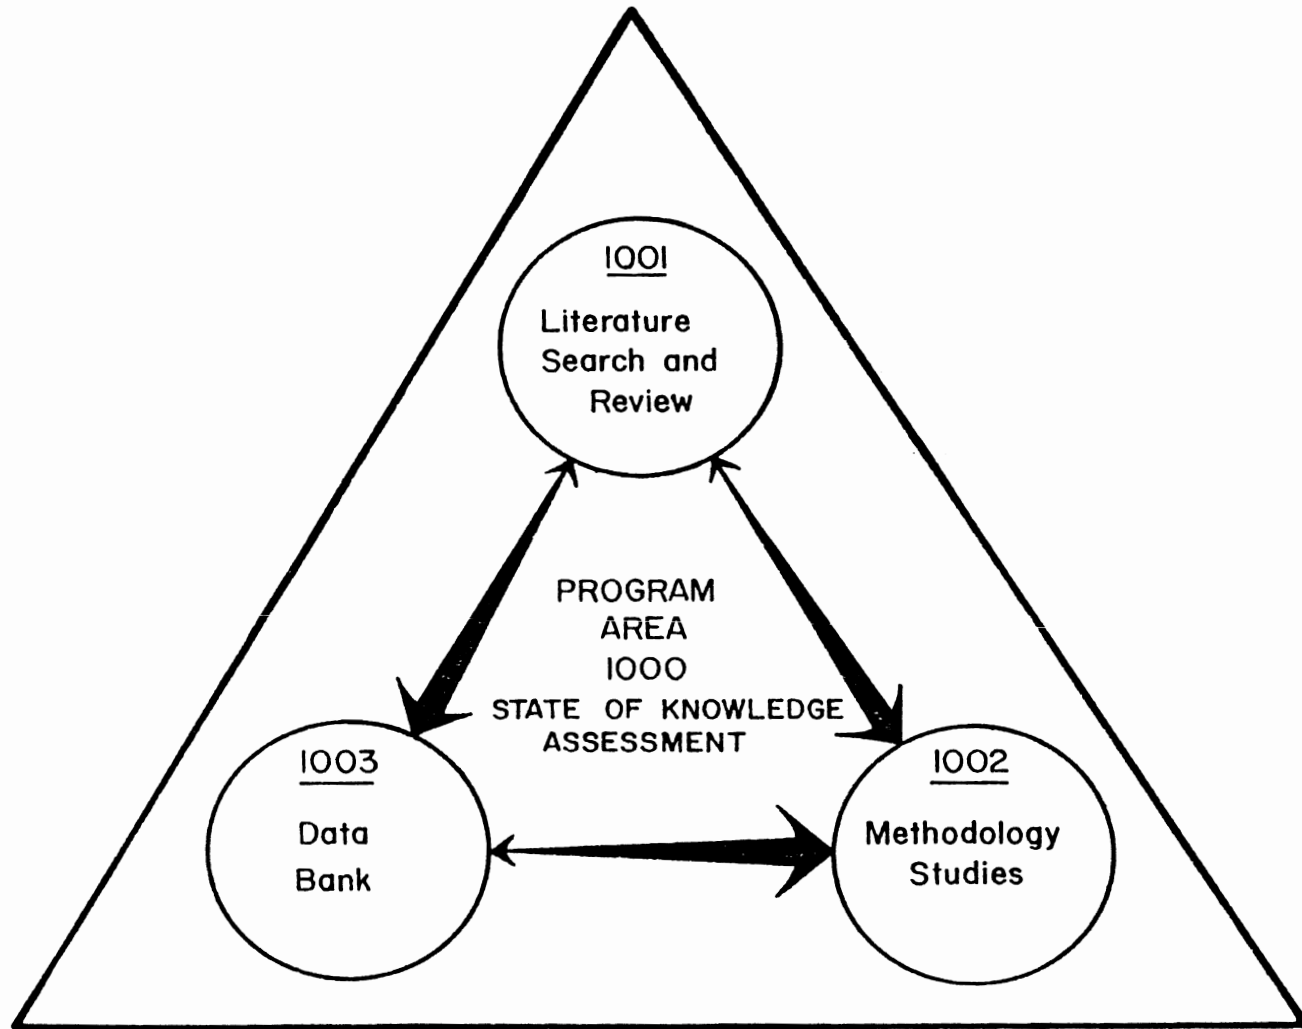 1001
Literature
Search and
Review
PROGRAM
AREA
1000
STATE OF KNOWLEDGE
ASSESSMENT
1003
Data
Bank
1002
Methodology
Studies